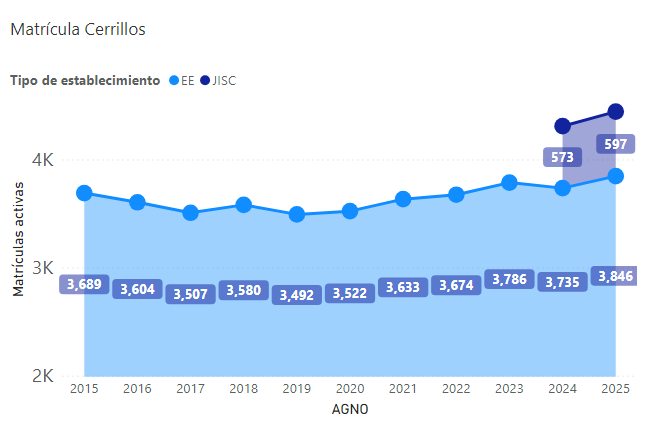 Matrícula Cerrillos
Tipo de establecimiento EE JISC
4K
3K
2K
Matrículas activas
573
597
3,689
3,604
3,507
3,580
3,492
3,522
3,633
3,674
3,786
3,735
3,846
2015 2016 2017 2018 2019 2020 2021 2022 2023 2024 2025
AGNO